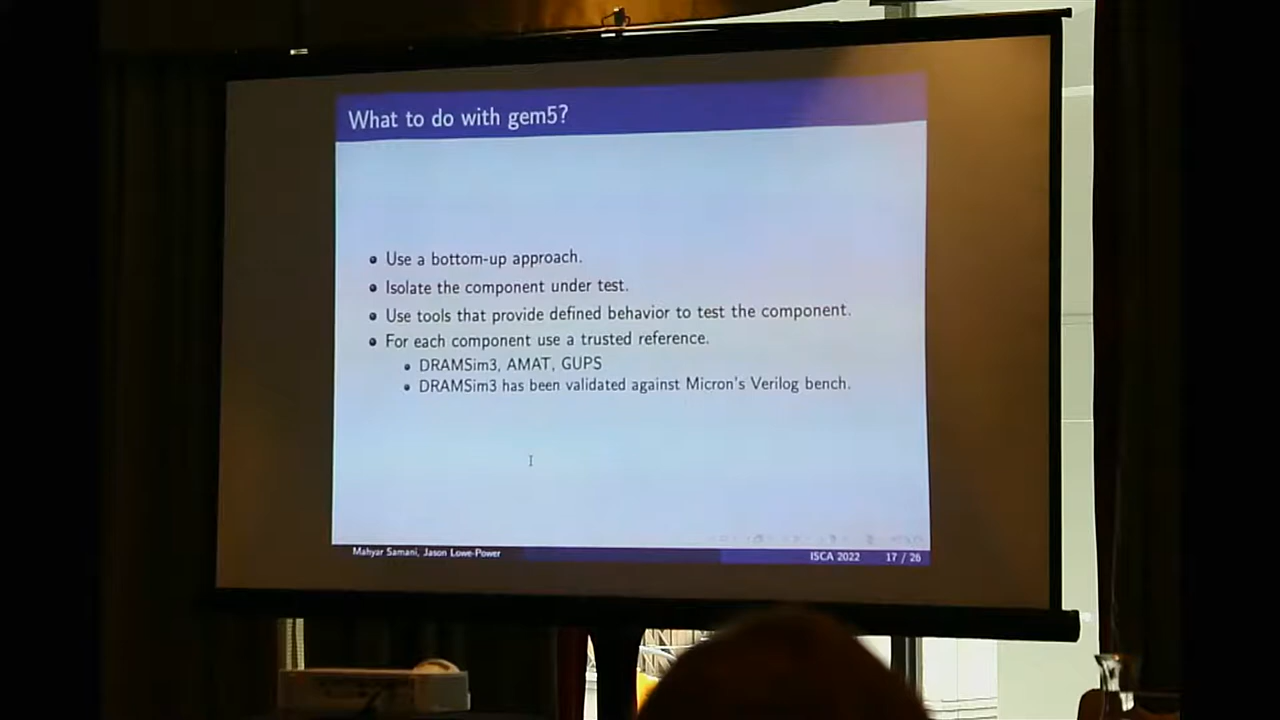 What to do with gem5?
Use a bottom-up approach.
Isolate the component under test.
Use tools that provide defined behavior to test the component.
For each component use a trusted reference.
DRAMSim3, AMAT, GUPS
DRAMSim3 has been validated against Micron's Verilog bench.
Mahyar Samani, Jason Lowe-Power
ISCA 2022
17 / 26